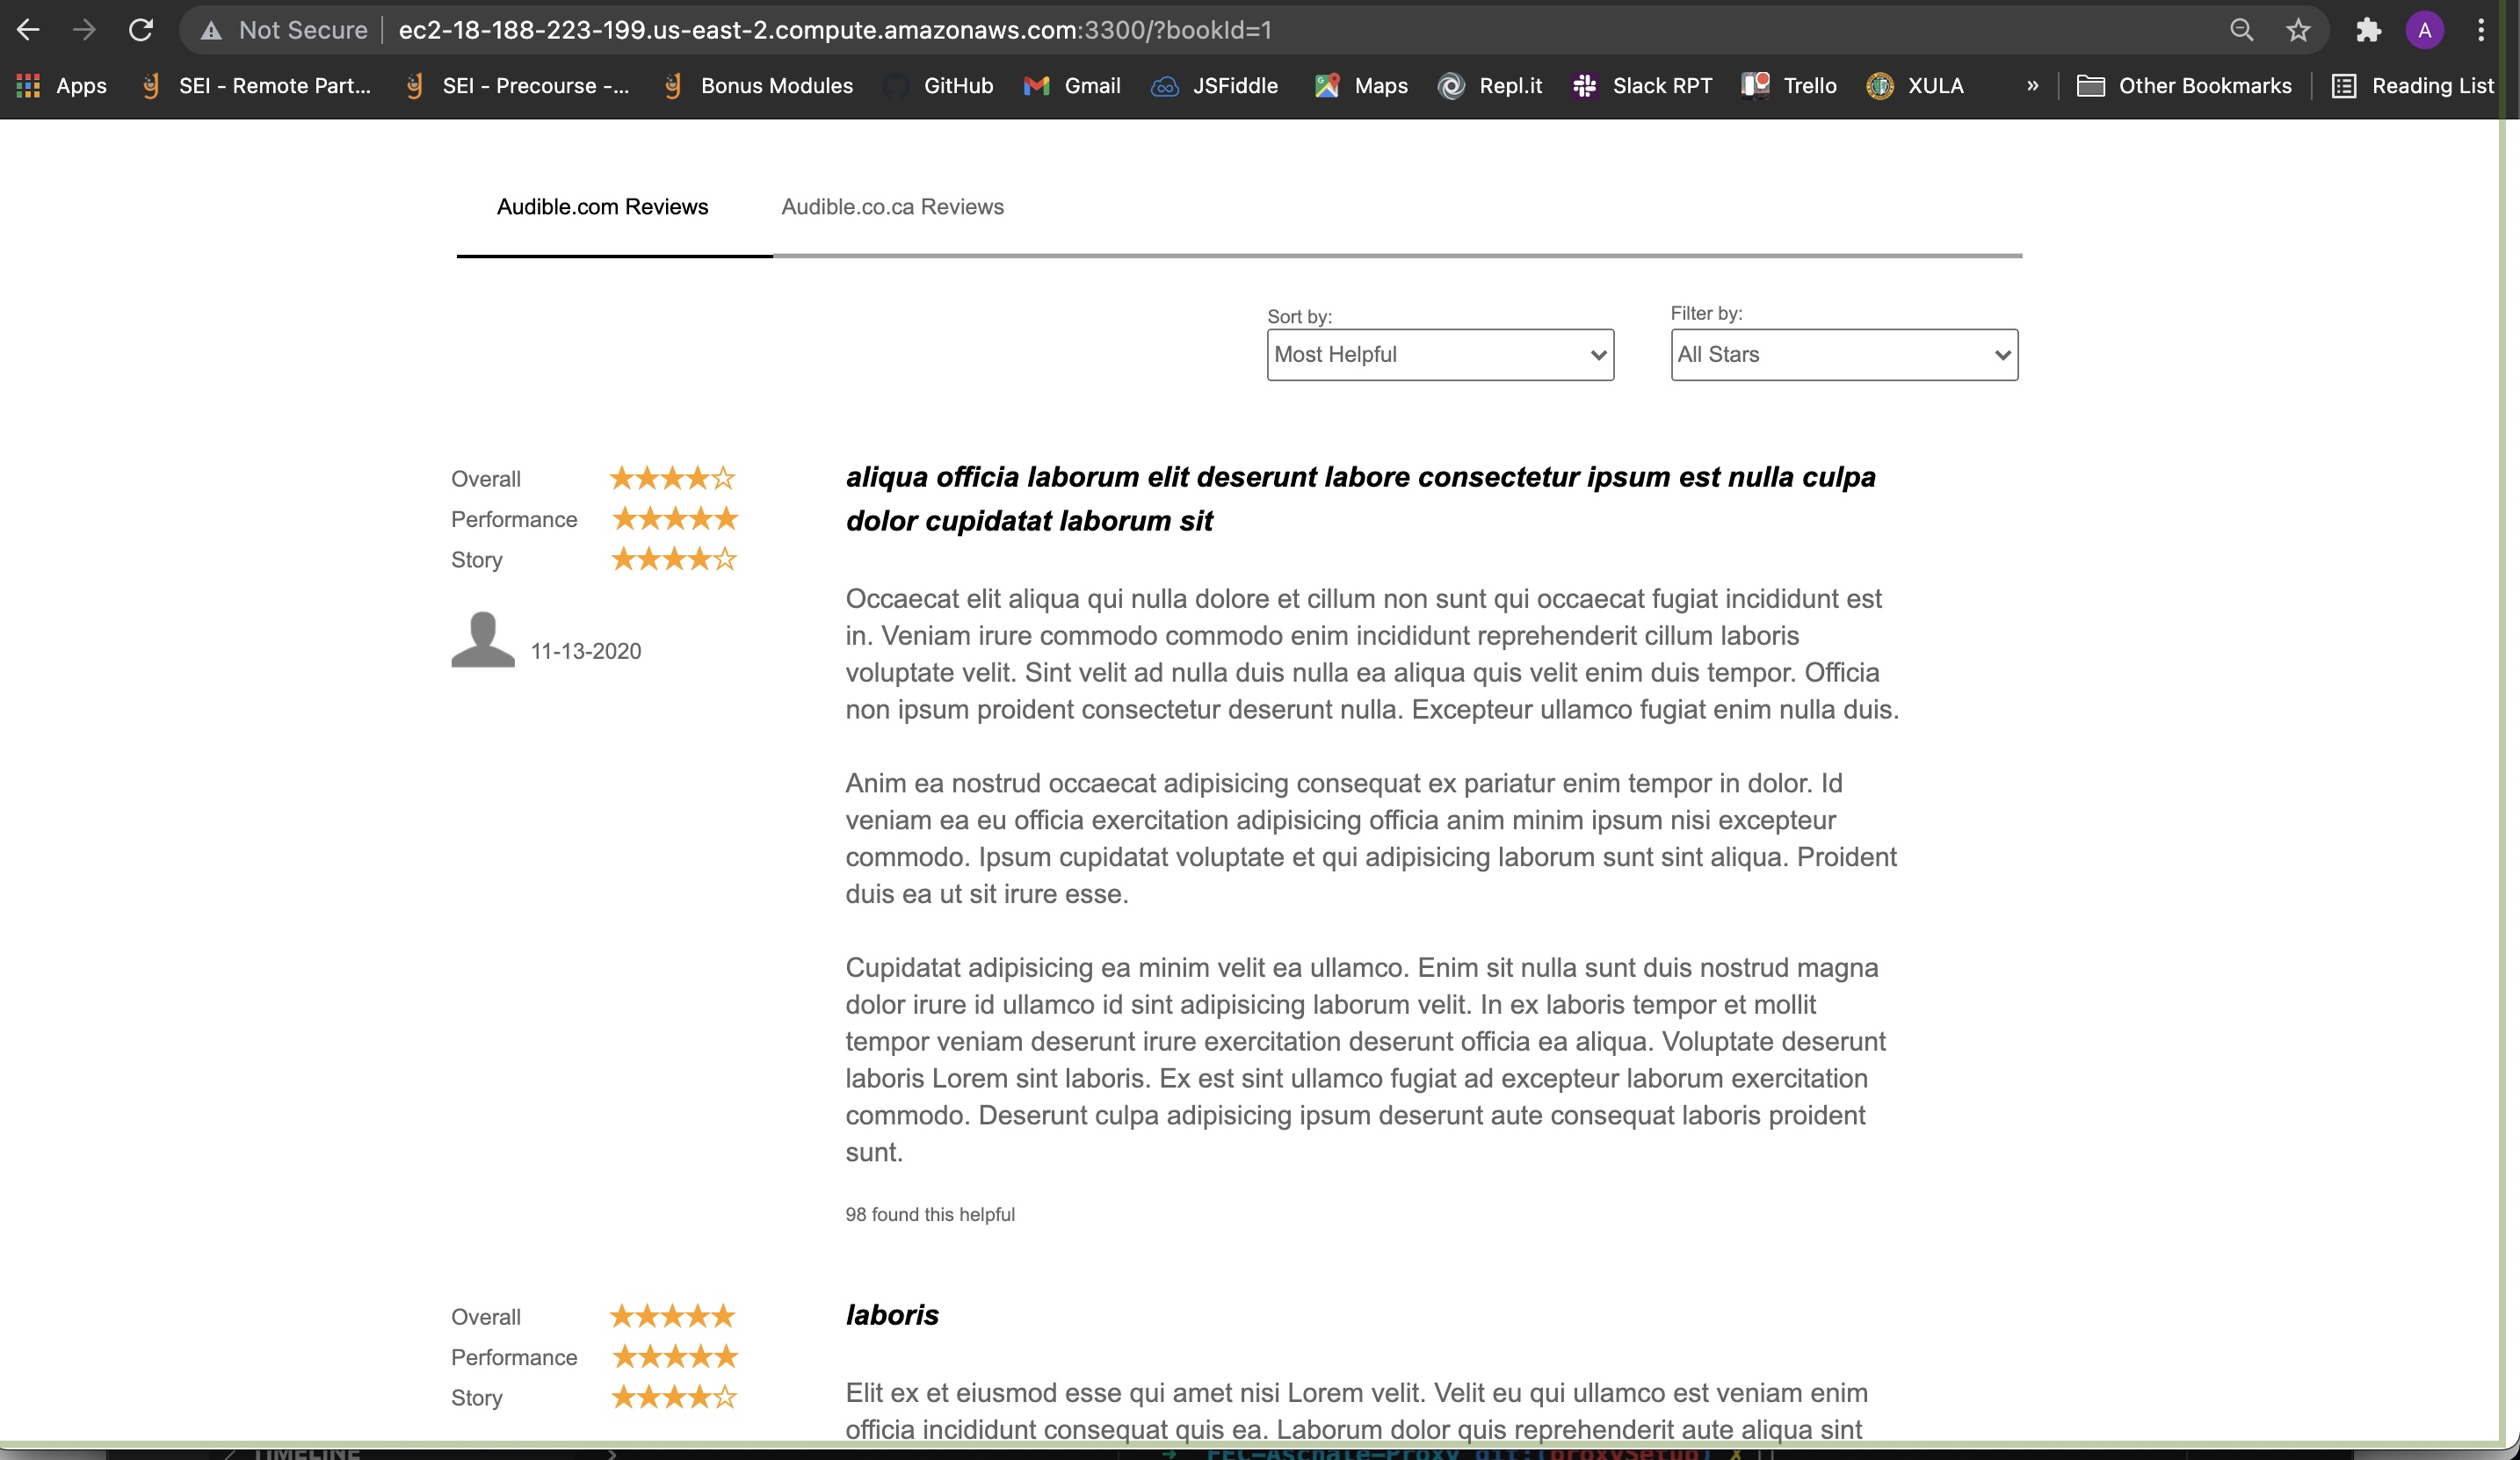 Not Secure ec2-18-188-223-199.us-east-2.compute.amazonaws.com:3300/?bookId=1
A
Apps SEI - Remote Part... SEI - Precourse -... Bonus Modules GitHub Gmail JSFiddle Maps Repl.it Slack RPT Trello XULA » Other Bookmarks Reading List
Audible.com Reviews Audible.co.ca Reviews
Sort by: Filter by:
Most Helpful All Stars
Overall
Performance
Story
11-13-2020
aliqua officia laborum elit deserunt labore consectetur ipsum est nulla culpa
dolor cupidatat laborum sit
Occaecat elit aliqua qui nulla dolore et cillum non sunt qui occaecat fugiat incididunt est
in. Veniam irure commodo commodo enim incididunt reprehenderit cillum laboris
voluptate velit. Sint velit ad nulla duis nulla ea aliqua quis velit enim duis tempor. Officia
non ipsum proident consectetur deserunt nulla. Excepteur ullamco fugiat enim nulla duis.
Anim ea nostrud occaecat adipisicing consequat ex pariatur enim tempor in dolor. Id
veniam ea eu officia exercitation adipisicing officia anim minim ipsum nisi excepteur
commodo. Ipsum cupidatat voluptate et qui adipisicing laborum sunt sint aliqua. Proident
duis ea ut sit irure esse.
Cupidatat adipisicing ea minim velit ea ullamco. Enim sit nulla sunt duis nostrud magna
dolor irure id ullamco id sint adipisicing laborum velit. In ex laboris tempor et mollit
tempor veniam deserunt irure exercitation deserunt officia ea aliqua. Voluptate deserunt
laboris Lorem sint laboris. Ex est sint ullamco fugiat ad excepteur laborum exercitation
commodo. Deserunt culpa adipisicing ipsum deserunt aute consequat laboris proident
sunt.
98 found this helpful
Overall
Performance
Story
laboris
Elit ex et eiusmod esse qui amet nisi Lorem velit. Velit eu qui ullamco est veniam enim
officia incididunt consequat quis ea. Laborum dolor quis reprehenderit aute aliqua sint
TIMELINE